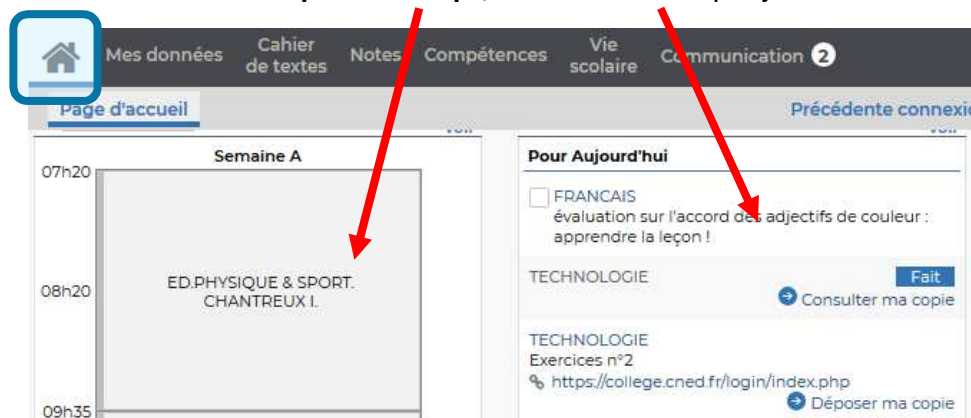 Mes données
Cahier
de textes
Notes
Compétences
Vie
scolaire
Communication 2
Page d'accueil
Précédente connexi
Semaine A
07h20
ED.PHYSIQUE & SPORT.
CHANTREUX I.
08h20
09h35
Pour Aujourd'hui
FRANCAIS
évaluation sur l'accord des adjectifs de couleur :
apprendre la leçon !
TECHNOLOGIE
Fait
Consulter ma copie
TECHNOLOGIE
Exercices n°2
https://college.cned.fr/login/index.php
Déposer ma copie